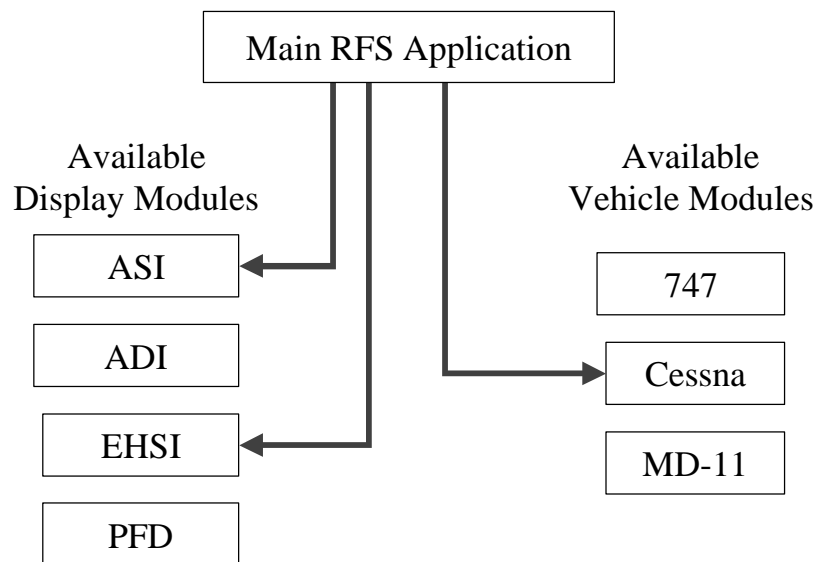 Main RFS Application
Available
Display Modules
ASI
ADI
EHSI
PFD
Available
Vehicle Modules
747
Cessna
MD-11